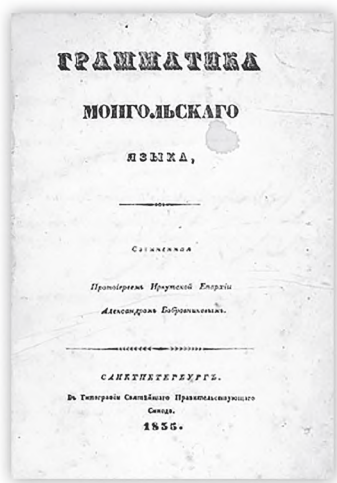 ГРАММАТИКА
МОНГОЛЬСКАГО
ЯЗЫКА,
Сочиненная
Протоіереемъ Иркутской Епархіи
Александромъ Бобровниковымъ.
САНКТПЕТЕРБУРГЪ.
Въ Типографіи Святѣйшаго Правительствующаго
Синода.
1835.